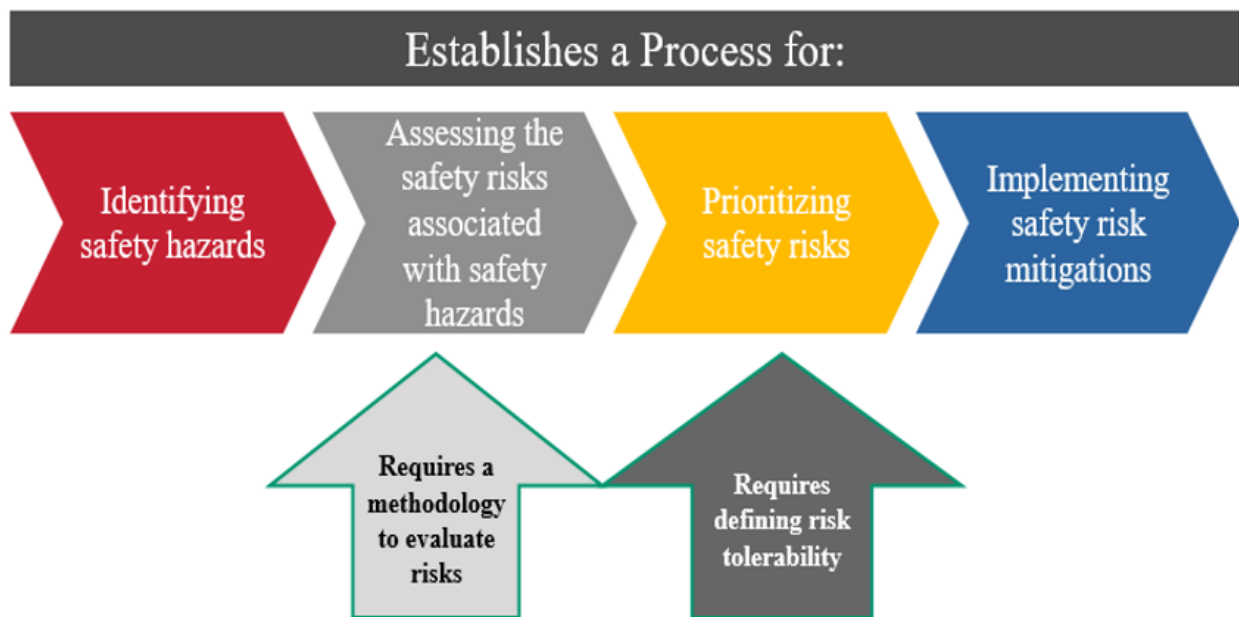 Establishes a Process for:
Identifying
safety hazards
Assessing the
safety risks
associated
with safety
hazards
Prioritizing
safety risks
Implementing
safety risk
mitigations
Requires a
methodology
to evaluate
risks
Requires
defining risk
tolerability